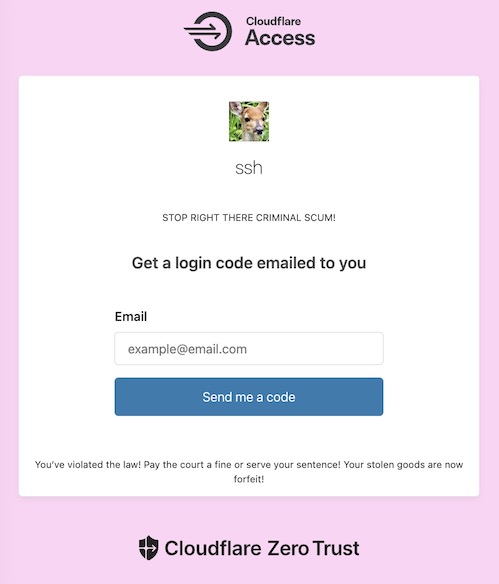 Cloudflare
Access
ssh
STOP RIGHT THERE CRIMINAL SCUM!
Get a login code emailed to you
Email
example@email.com
Send me a code
You've violated the law! Pay the court a fine or serve your sentence! Your stolen goods are now
forfeit!
Cloudflare Zero Trust